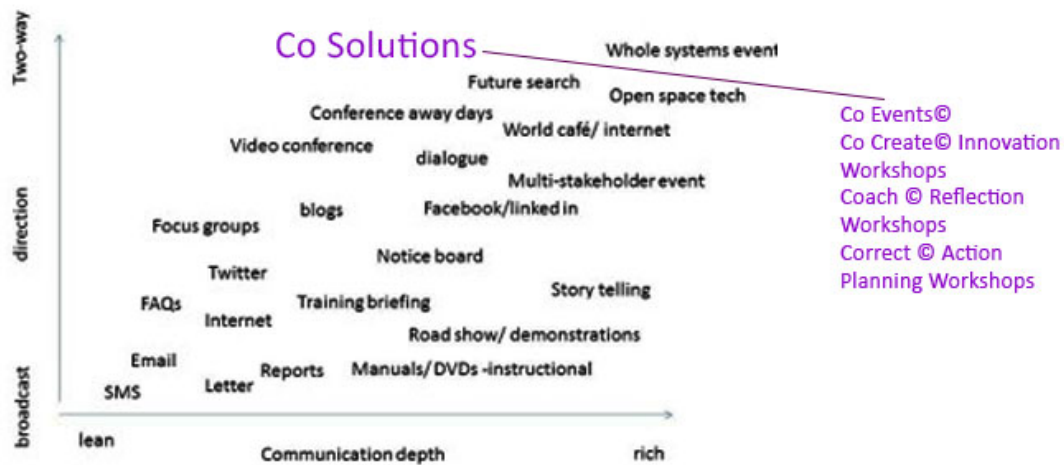 Two-way
direction
broadcast
Co Solutions
Whole systems event
Future search
Open space tech
Conference away days
World café/ internet
Video conference
dialogue
Multi-stakeholder event
blogs
Facebook/linked in
Focus groups
Notice board
Twitter
Story telling
FAQs
Training briefing
Internet
Road show/ demonstrations
Email
Reports
Manuals/ DVDs -instructional
SMS
Letter
lean
Communication depth
rich
Co Events©
Co Create© Innovation
Workshops
Coach © Reflection
Workshops
Correct © Action
Planning Workshops